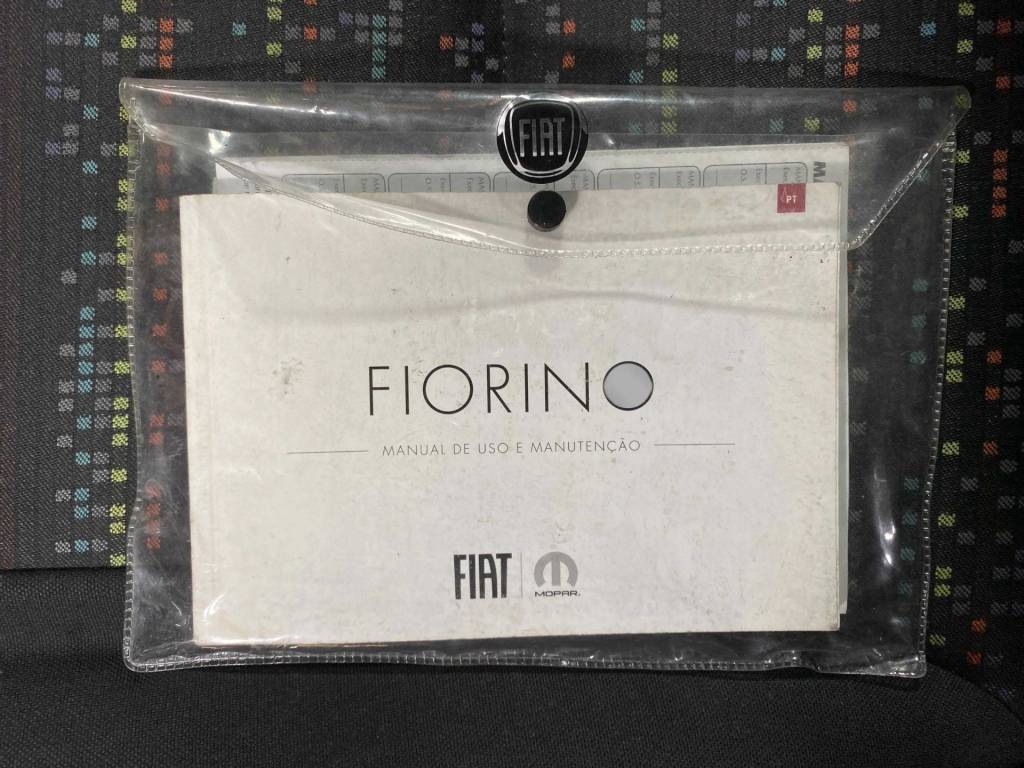 FIAT
PT
FIORINO
MANUAL DE USO E MANUTENÇÃO
FIAT
MOPAR.